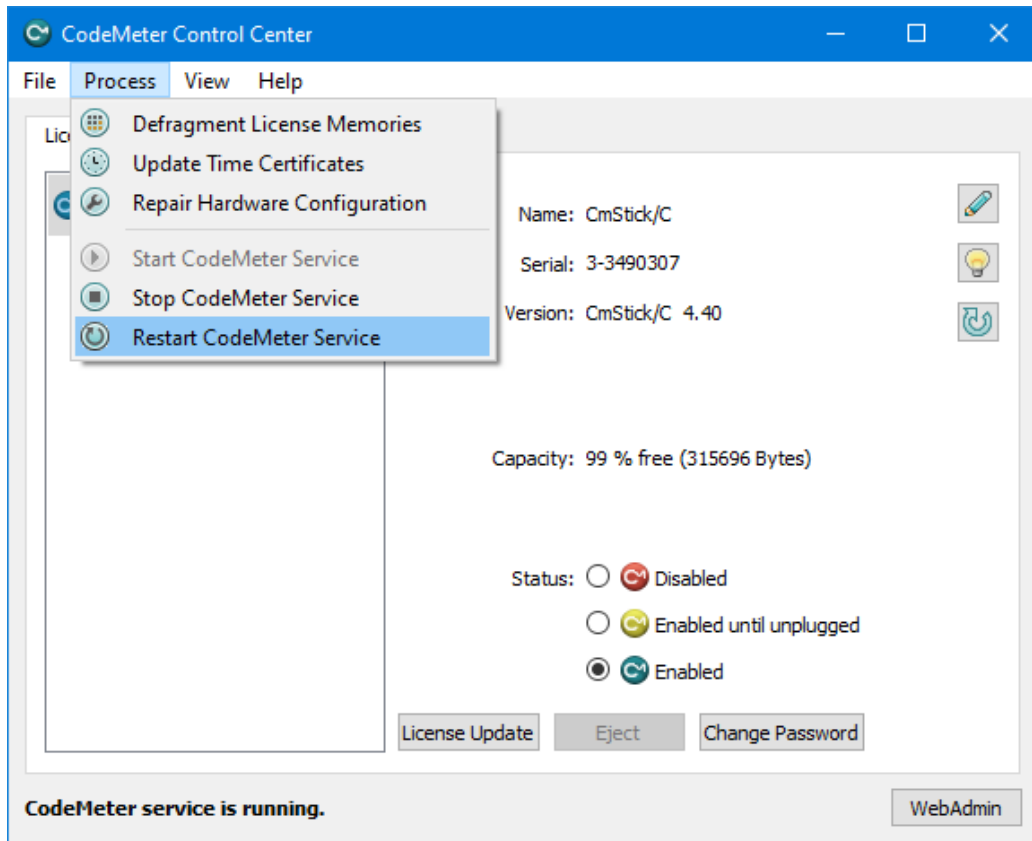 CodeMeter Control Center
File Process View Help
Lic
Defragment License Memories
Update Time Certificates
Repair Hardware Configuration
Start CodeMeter Service
Stop CodeMeter Service
Restart CodeMeter Service
Name: CmStick/C
Serial: 3-3490307
Version: CmStick/C 4.40
Capacity: 99 % free (315696 Bytes)
Status: Disabled
Enabled until unplugged
Enabled
License Update Eject Change Password
CodeMeter service is running. WebAdmin